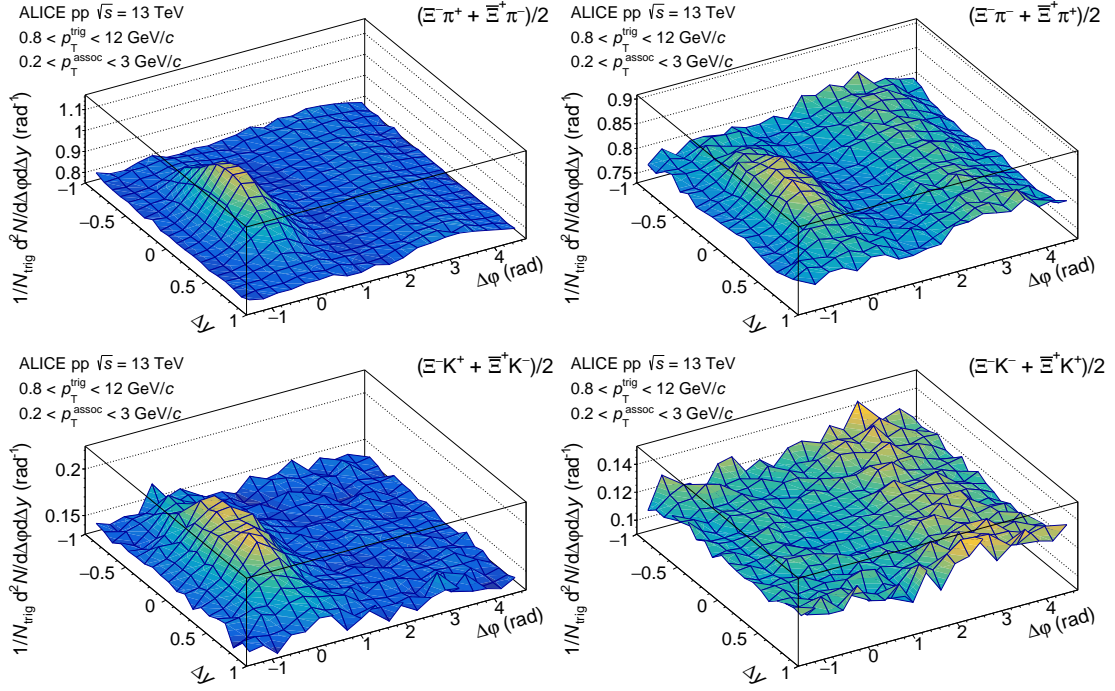 ALICE pp √s = 13 TeV
0.8 < p_T^trig < 12 GeV/c
0.2 < p_T^assoc < 3 GeV/c
(Ξ⁻π⁺ + Ξ̅⁺π⁻)/2
1/N_trig d²N/dΔφdΔy (rad⁻¹)
1.1
1
0.9
0.8
−1
−0.5
0
0.5
1
Δy
−1
0
1
2
3
4
Δφ (rad)
ALICE pp √s = 13 TeV
0.8 < p_T^trig < 12 GeV/c
0.2 < p_T^assoc < 3 GeV/c
(Ξ⁻π⁻ + Ξ̅⁺π⁺)/2
1/N_trig d²N/dΔφdΔy (rad⁻¹)
0.9
0.85
0.8
0.75
−1
−0.5
0
0.5
1
Δy
−1
0
1
2
3
4
Δφ (rad)
ALICE pp √s = 13 TeV
0.8 < p_T^trig < 12 GeV/c
0.2 < p_T^assoc < 3 GeV/c
(Ξ⁻K⁺ + Ξ̅⁺K⁻)/2
1/N_trig d²N/dΔφdΔy (rad⁻¹)
0.2
0.15
−1
−0.5
0
0.5
1
Δy
−1
0
1
2
3
4
Δφ (rad)
ALICE pp √s = 13 TeV
0.8 < p_T^trig < 12 GeV/c
0.2 < p_T^assoc < 3 GeV/c
(Ξ⁻K⁻ + Ξ̅⁺K⁺)/2
1/N_trig d²N/dΔφdΔy (rad⁻¹)
0.14
0.12
0.1
−1
−0.5
0
0.5
1
Δy
−1
0
1
2
3
4
Δφ (rad)